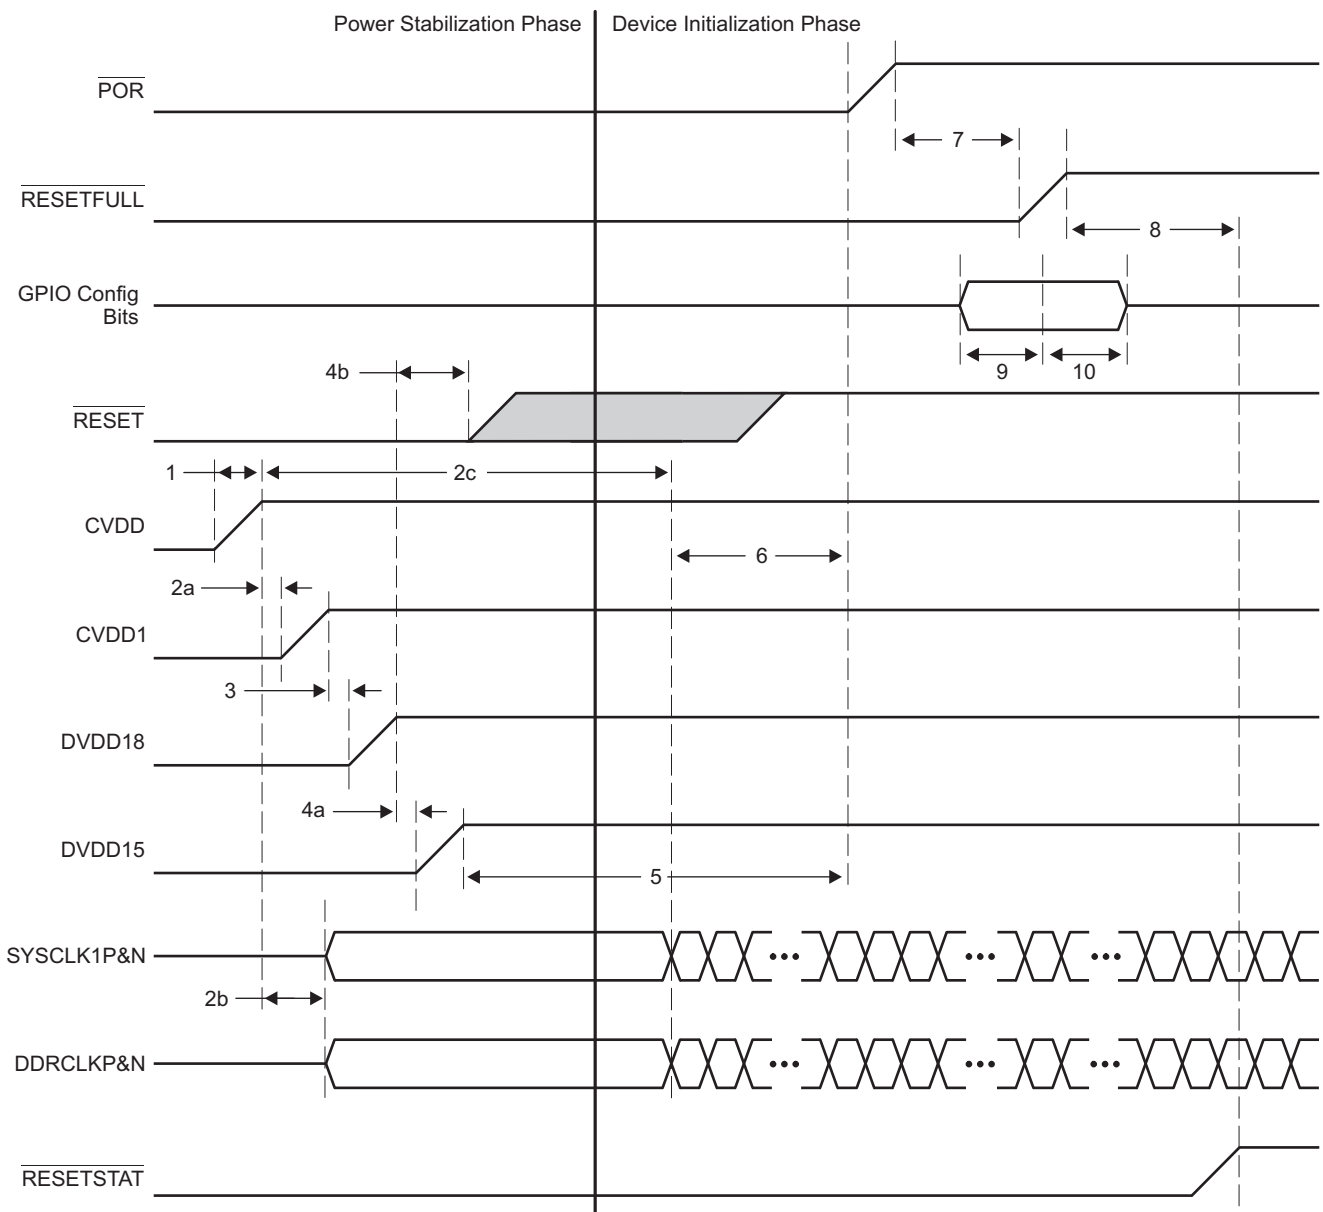 Power Stabilization Phase
Device Initialization Phase
POR
7
RESETFULL
8
GPIO Config
Bits
9
10
4b
RESET
1
2c
CVDD
6
2a
CVDD1
3
DVDD18
4a
DVDD15
5
SYSCLK1P&N
2b
DDRCLKP&N
RESETSTAT